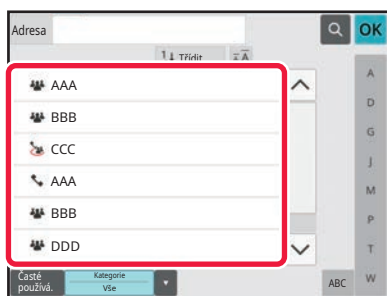 Adresa
OK
Třídit
AAA
BBB
CCC
AAA
BBB
DDD
A
D
G
J
M
P
T
W
Časté
používá.
Kategorie
Vše
ABC